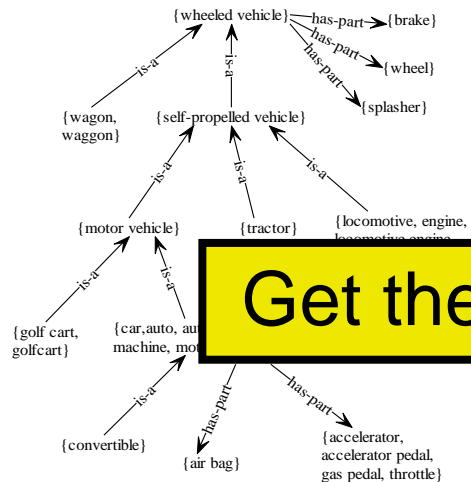 {wheeled vehicle}
has-part
{brake}
has-part
{wheel}
has-part
{splasher}
is-a
is-a
{wagon,
waggon}
{self-propelled vehicle}
is-a
is-a
is-a
{motor vehicle}
{tractor}
{locomotive, engine,
is-a
is-a
Get the
{golf cart,
golfcart}
{car,auto,
machine,
is-a
has-part
has-part
{convertible}
{air bag}
{accelerator,
accelerator pedal,
gas pedal, throttle}